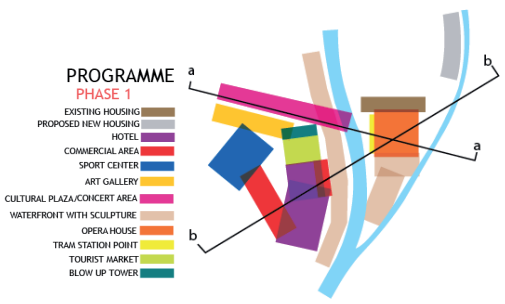 PROGRAMME
PHASE 1
EXISTING HOUSING
PROPOSED NEW HOUSING
HOTEL
COMMERCIAL AREA
SPORT CENTER
ART GALLERY
CULTURAL PLAZA/CONCERT AREA
WATERFRONT WITH SCULPTURE
OPERA HOUSE
TRAM STATION POINT
TOURIST MARKET
BLOW UP TOWER
a
b
a
b